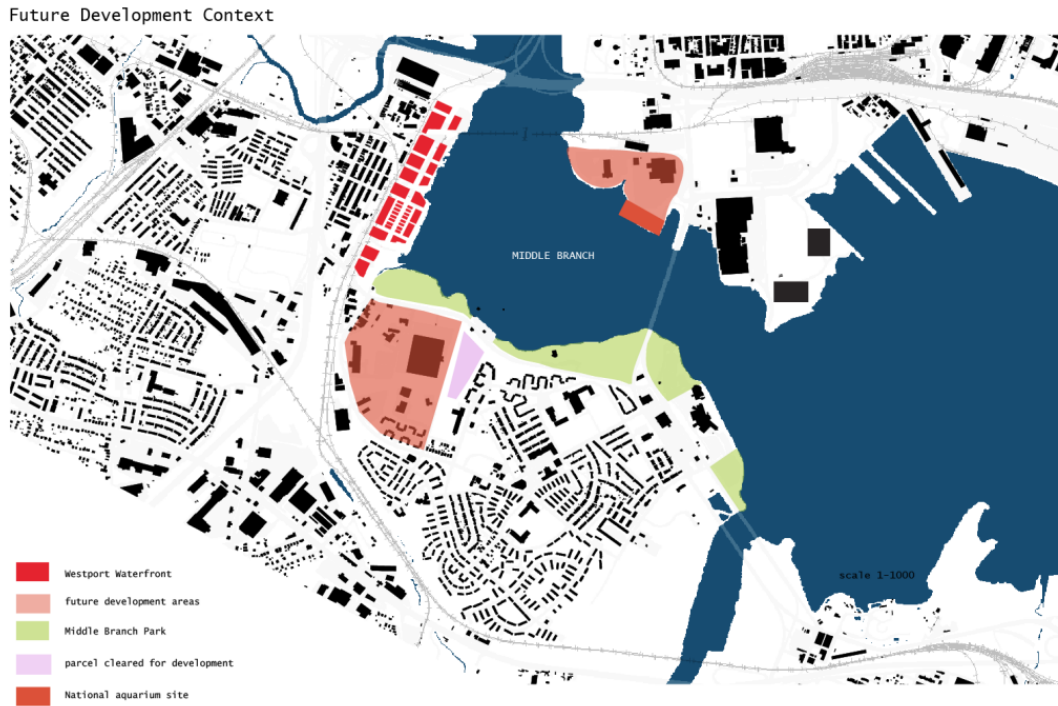 Future Development Context
MIDDLE BRANCH
scale 1-1000
Westport Waterfront
future development areas
Middle Branch Park
parcel cleared for development
National aquarium site